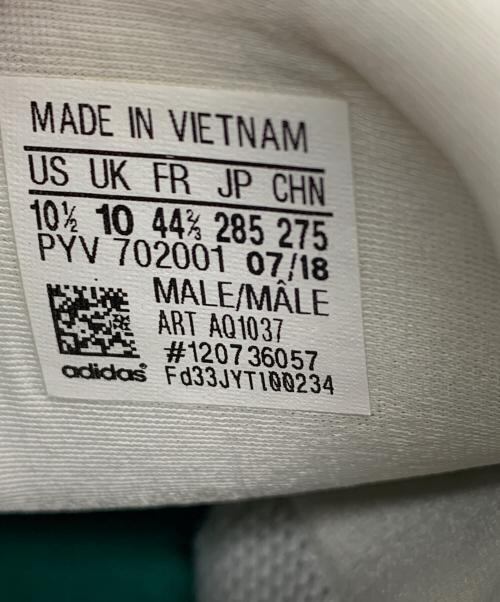 MADE IN VIETNAM
US UK FR JP CHN
10½ 10 44⅔ 285 275
PYV 702001 07/18
MALE/MÂLE
ART AQ1037
#120736057
Fd33JYTI00234
adidas